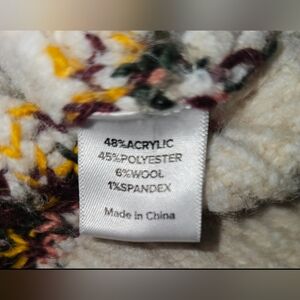 48%ACRYLIC
45%POLYESTER
6%WOOL
1%SPANDEX
Made in China